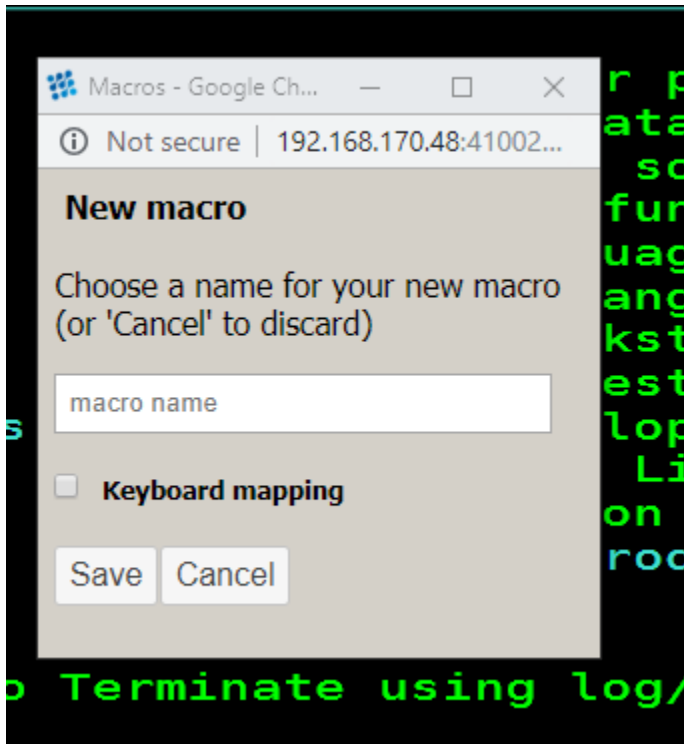 Macros - Google Ch...
Not secure | 192.168.170.48:41002...
New macro
Choose a name for your new macro
(or 'Cancel' to discard)
macro name
Keyboard mapping
Save Cancel
Terminate using log/